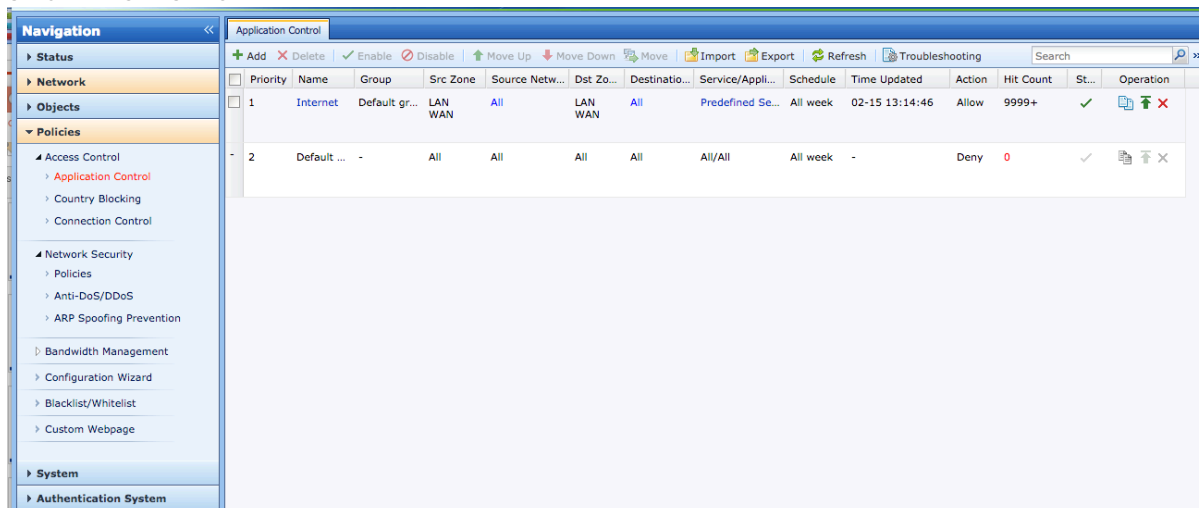 Navigation
Status
Network
Objects
Policies
Access Control
Application Control
Country Blocking
Connection Control
Network Security
Policies
Anti-DoS/DDoS
ARP Spoofing Prevention
Bandwidth Management
Configuration Wizard
Blacklist/Whitelist
Custom Webpage
System
Authentication System
Application Control
Add Delete Enable Disable Move Up Move Down Move Import Export Refresh Troubleshooting Search
Priority Name Group Src Zone Source Netw... Dst Zo... Destinatio... Service/Appli... Schedule Time Updated Action Hit Count St... Operation
1 Internet Default gr... LAN All LAN All Predefined Se... All week 02-15 13:14:46 Allow 9999+
WAN WAN
- 2 Default ... - All All All All All/All All week - Deny 0